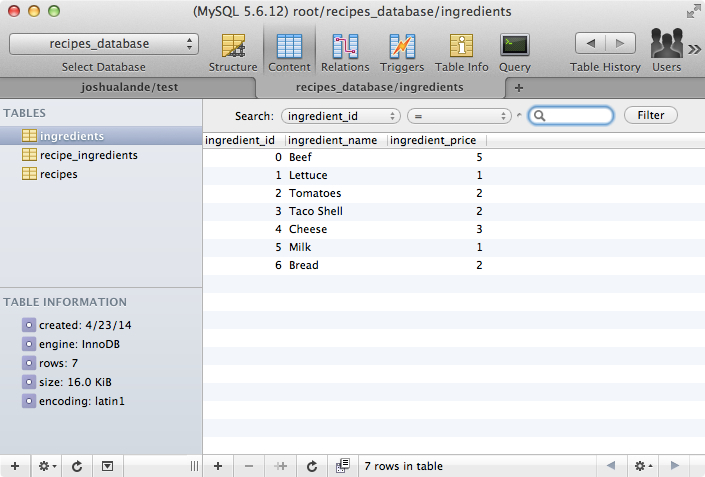 (MySQL 5.6.12) root/recipes_database/ingredients
recipes_database
Select Database
Structure Content Relations Triggers Table Info Query Table History Users
joshualande/test
recipes_database/ingredients
TABLES
ingredients
recipe_ingredients
recipes
Search: ingredient_id = Filter
ingredient_id ingredient_name ingredient_price
0 Beef 5
1 Lettuce 1
2 Tomatoes 2
3 Taco Shell 2
4 Cheese 3
5 Milk 1
6 Bread 2
TABLE INFORMATION
created: 4/23/14
engine: InnoDB
rows: 7
size: 16.0 KiB
encoding: latin1
7 rows in table